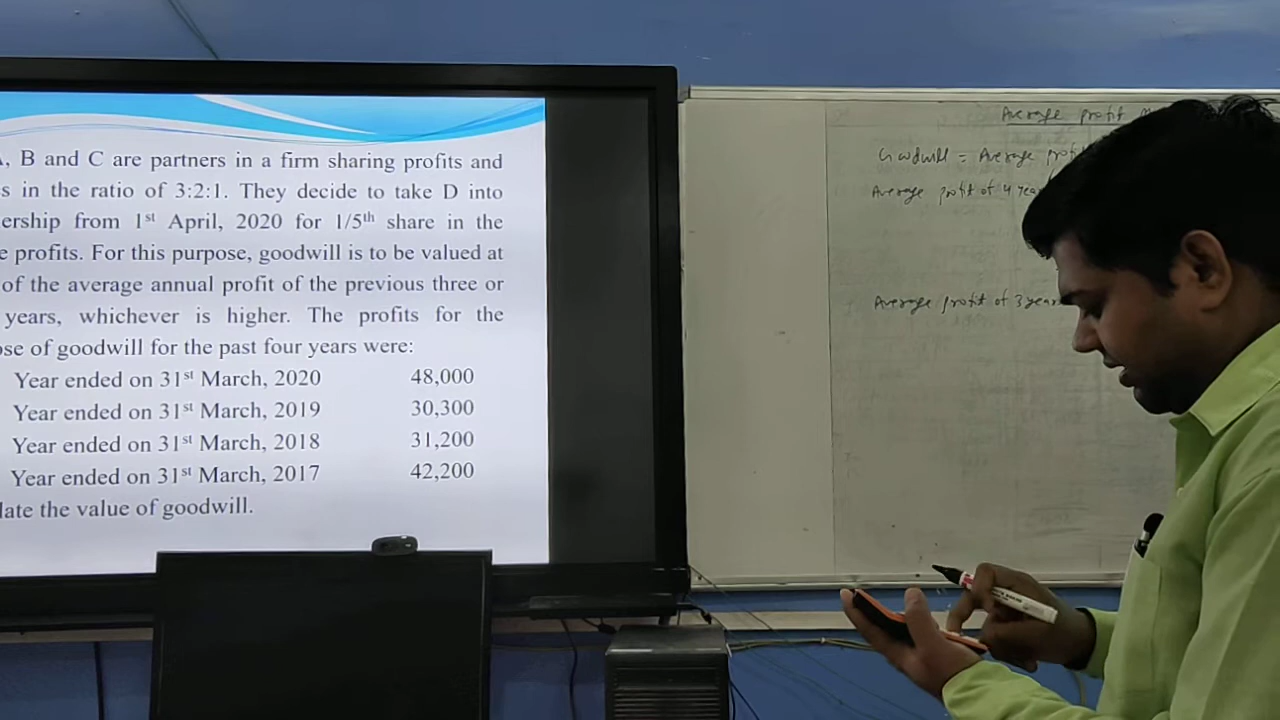 , B and C are partners in a firm sharing profits and
s in the ratio of 3:2:1. They decide to take D into
ership from 1st April, 2020 for 1/5th share in the
e profits. For this purpose, goodwill is to be valued at
of the average annual profit of the previous three or
years, whichever is higher. The profits for the
ose of goodwill for the past four years were:
Year ended on 31st March, 2020 48,000
Year ended on 31st March, 2019 30,300
Year ended on 31st March, 2018 31,200
Year ended on 31st March, 2017 42,200
late the value of goodwill.
Average profit M
Goodwill = Average profi
Average profit of 4 year
Average profit of 3 year